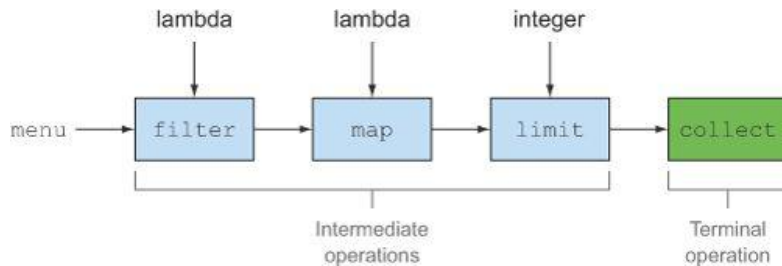 lambda lambda integer
menu filter map limit collect
Intermediate Terminal
operations operation